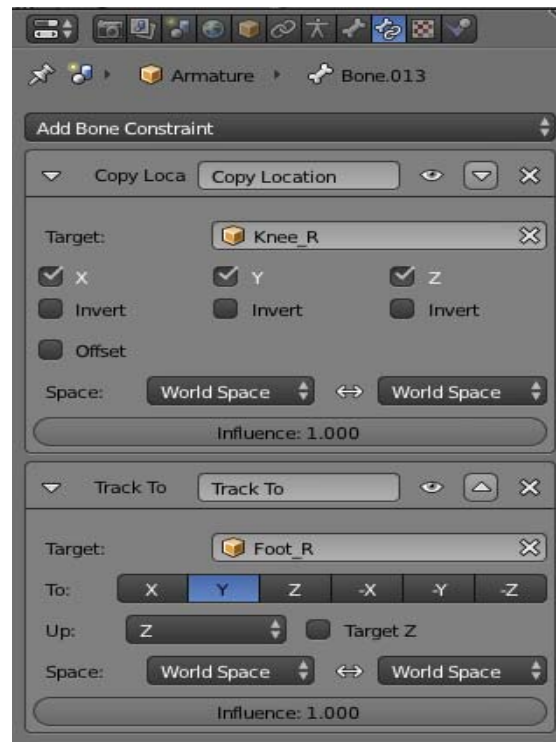 Armature Bone.013
Add Bone Constraint
Copy Loca Copy Location
Target: Knee_R
X Y Z
Invert Invert Invert
Offset
Space: World Space World Space
Influence: 1.000
Track To Track To
Target: Foot_R
To: X Y Z -X -Y -Z
Up: Z Target Z
Space: World Space World Space
Influence: 1.000